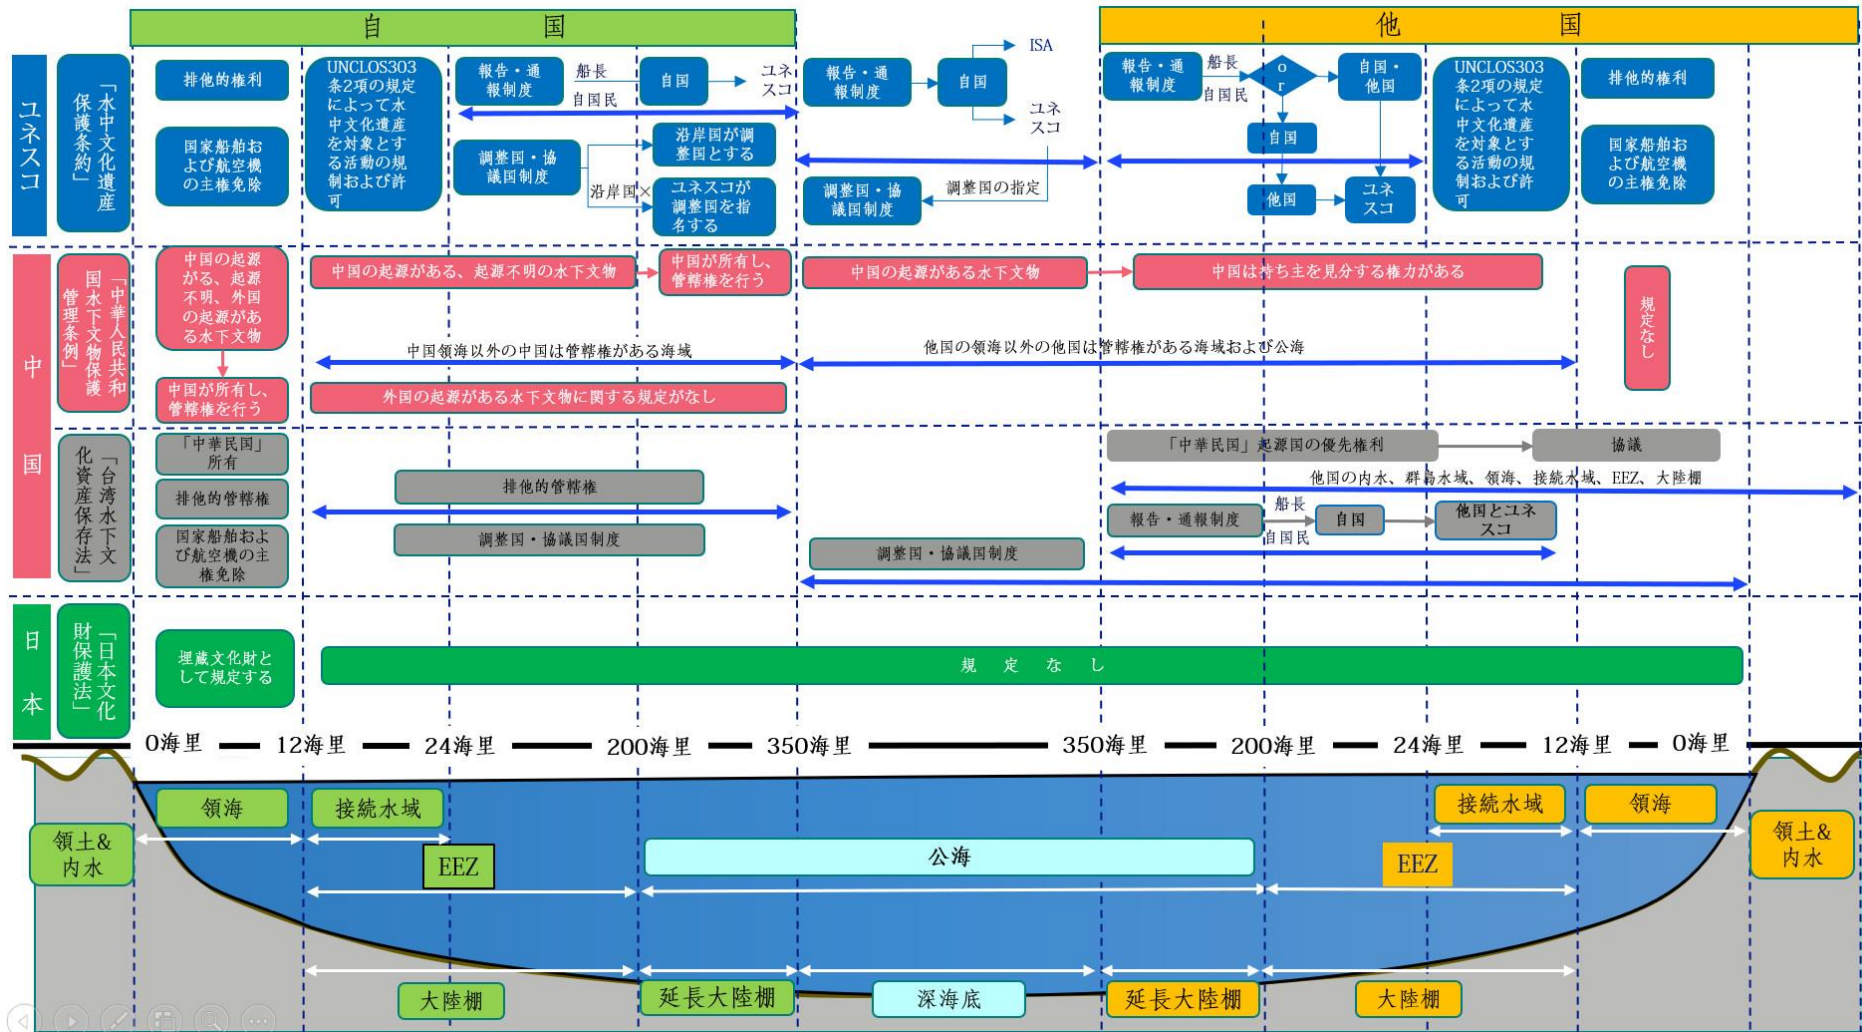 自国
他国
ユネスコ
「水中文化遺産
保護条約」
排他的権利
国家船舶お
よび航空機
の主権免除
UNCLOS303
条2項の規定
によって水
中文化遺産
を対象とす
る活動の規
制および許
可
報告・通
報制度
船長
自国民
自国
ユネ
スコ
調整国・協
議国制度
沿岸国が調
整国とする
沿岸国×
ユネスコが
調整国を指
名する
報告・通
報制度
自国
ISA
ユネ
スコ
調整国・協
議国制度
調整国の指定
報告・通
報制度
船長
自国民
or
自国・
他国
自国
他国
ユネ
スコ
UNCLOS303
条2項の規定
によって水
中文化遺産
を対象とす
る活動の規
制および許
可
排他的権利
国家船舶お
よび航空機
の主権免除
中国
「中華人民共和
国水下文物保護
管理条例」
中国の起源
がる、起源
不明、外国
の起源があ
る水下文物
中国が所有し、
管轄権を行う
中国の起源がある、起源不明の水下文物
中国が所有し、
管轄権を行う
中国の起源がある水下文物
中国は持ち主を見分する権力がある
規定なし
中国領海以外の中国は管轄権がある海域
他国の領海以外の他国は管轄権がある海域および公海
外国の起源がある水下文物に関する規定がなし
「台湾水下文
化資産保存法」
「中華民国」
所有
排他的管轄権
国家船舶およ
び航空機の主
権免除
排他的管轄権
調整国・協議国制度
調整国・協議国制度
「中華民国」起源国の優先権利
協議
他国の内水、群島水域、領海、接続水域、EEZ、大陸棚
報告・通報制度
船長
自国民
自国
他国とユネ
スコ
日本
「日本文化
財保護法」
埋蔵文化財と
して規定する
規定なし
0海里
12海里
24海里
200海里
350海里
350海里
200海里
24海里
12海里
0海里
領海
接続水域
接続水域
領海
領土&
内水
EEZ
公海
EEZ
領土&
内水
大陸棚
延長大陸棚
深海底
延長大陸棚
大陸棚